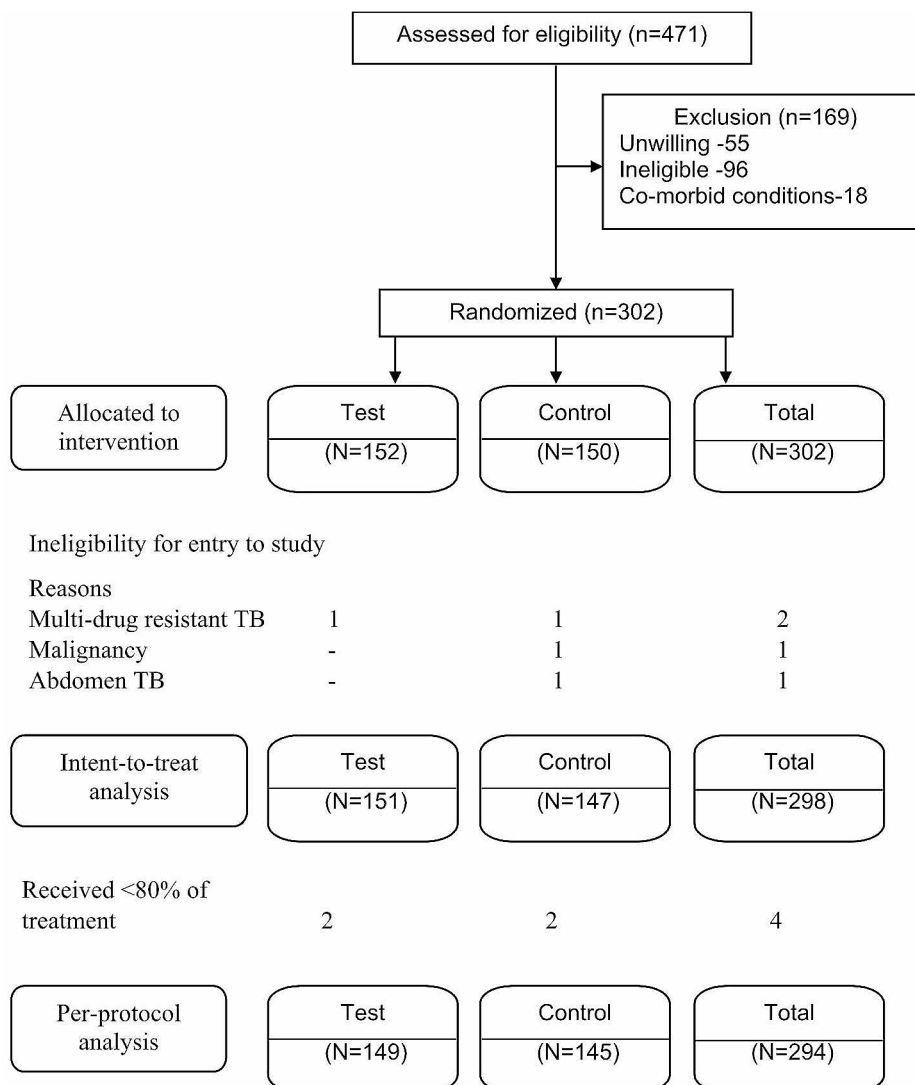 Assessed for eligibility (n=471)
Exclusion (n=169)
Unwilling -55
Ineligible -96
Co-morbid conditions-18
Randomized (n=302)
Allocated to
intervention
Test
(N=152)
Control
(N=150)
Total
(N=302)
Ineligibility for entry to study
Reasons
Multi-drug resistant TB 1 1 2
Malignancy - 1 1
Abdomen TB - 1 1
Intent-to-treat
analysis
Test
(N=151)
Control
(N=147)
Total
(N=298)
Received <80% of
treatment 2 2 4
Per-protocol
analysis
Test
(N=149)
Control
(N=145)
Total
(N=294)